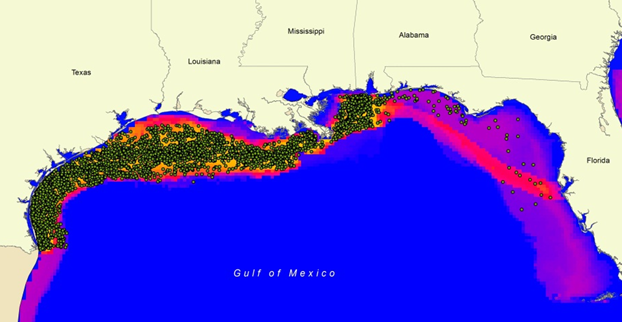 Mississippi
Alabama
Georgia
Louisiana
Texas
Florida
Gulf of Mexico